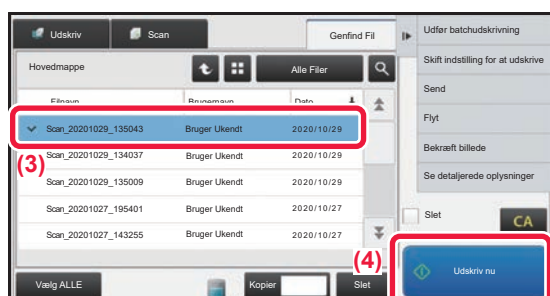 Udskriv
Scan
Genfind Fil
Hovedmappe
Alle Filer
Filnavn
Brugernavn
Dato
Scan_20201029_135043 Bruger Ukendt 2020/10/29
(3)
Scan_20201029_134037 Bruger Ukendt 2020/10/29
Scan_20201029_135009 Bruger Ukendt 2020/10/29
Scan_20201027_195401 Bruger Ukendt 2020/10/27
Scan_20201027_143255 Bruger Ukendt 2020/10/27
Vælg ALLE
Kopier
Slet
Udfør batchudskrivning
Skift indstilling for at udskrive
Send
Flyt
Bekræft billede
Se detaljerede oplysninger
Slet
CA
(4)
Udskriv nu